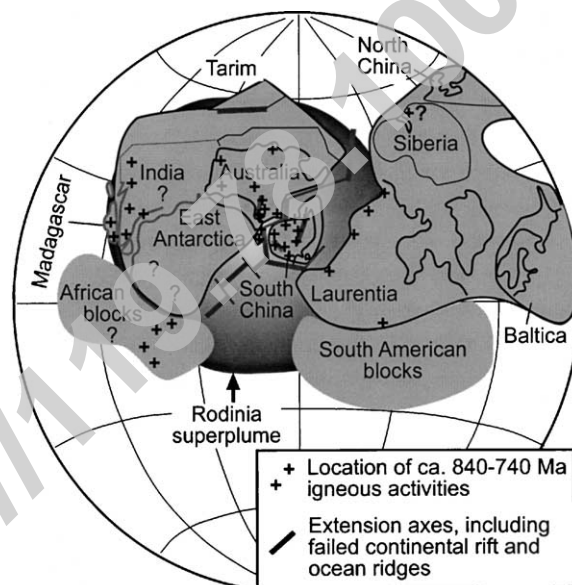 North
China
Tarim
?
Siberia
India
?
Australia
Madagascar
East
Antarctica
?
?
African
blocks
?
South
China
Laurentia
Baltica
South American
blocks
Rodinia
superplume
Location of ca. 840-740 Ma
igneous activities
Extension axes, including
failed continental rift and
ocean ridges